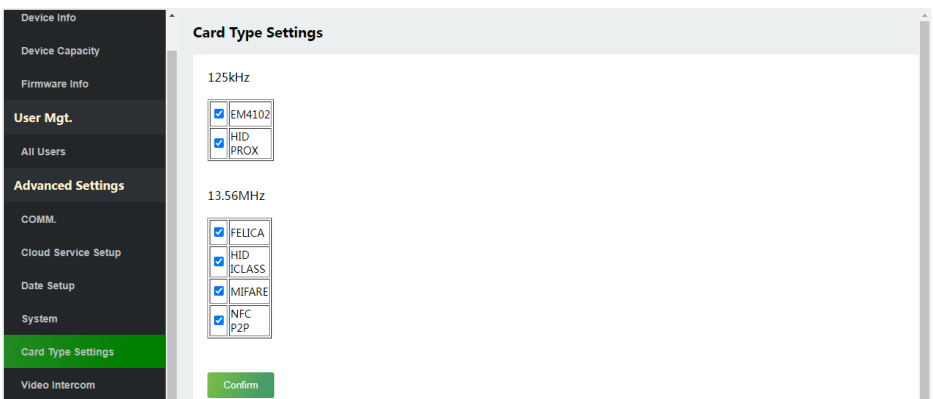 Device Info
Device Capacity
Firmware Info
User Mgt.
All Users
Advanced Settings
COMM.
Cloud Service Setup
Date Setup
System
Card Type Settings
Video Intercom
Card Type Settings
125kHz
EM4102
HID
PROX
13.56MHz
FELICA
HID
ICLASS
MIFARE
NFC
P2P
Confirm